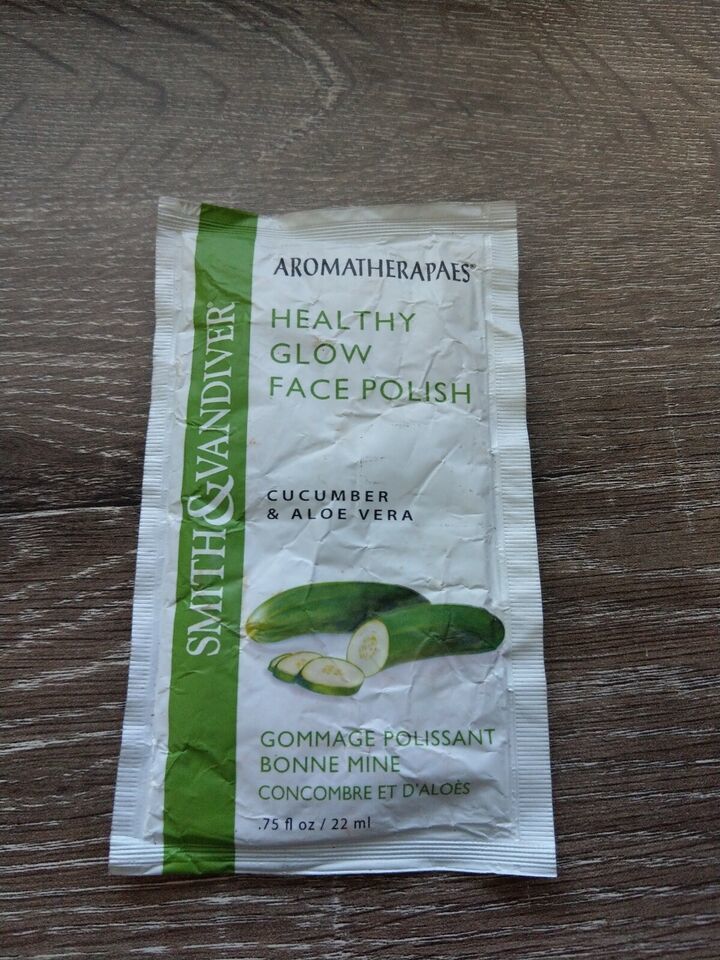 AROMATHERAPAES®
HEALTHY
GLOW
FACE POLISH
SMITH&VANDIVER®
CUCUMBER
& ALOE VERA
GOMMAGE POLISSANT
BONNE MINE
CONCOMBRE ET D'ALOÈS
.75 fl oz / 22 ml